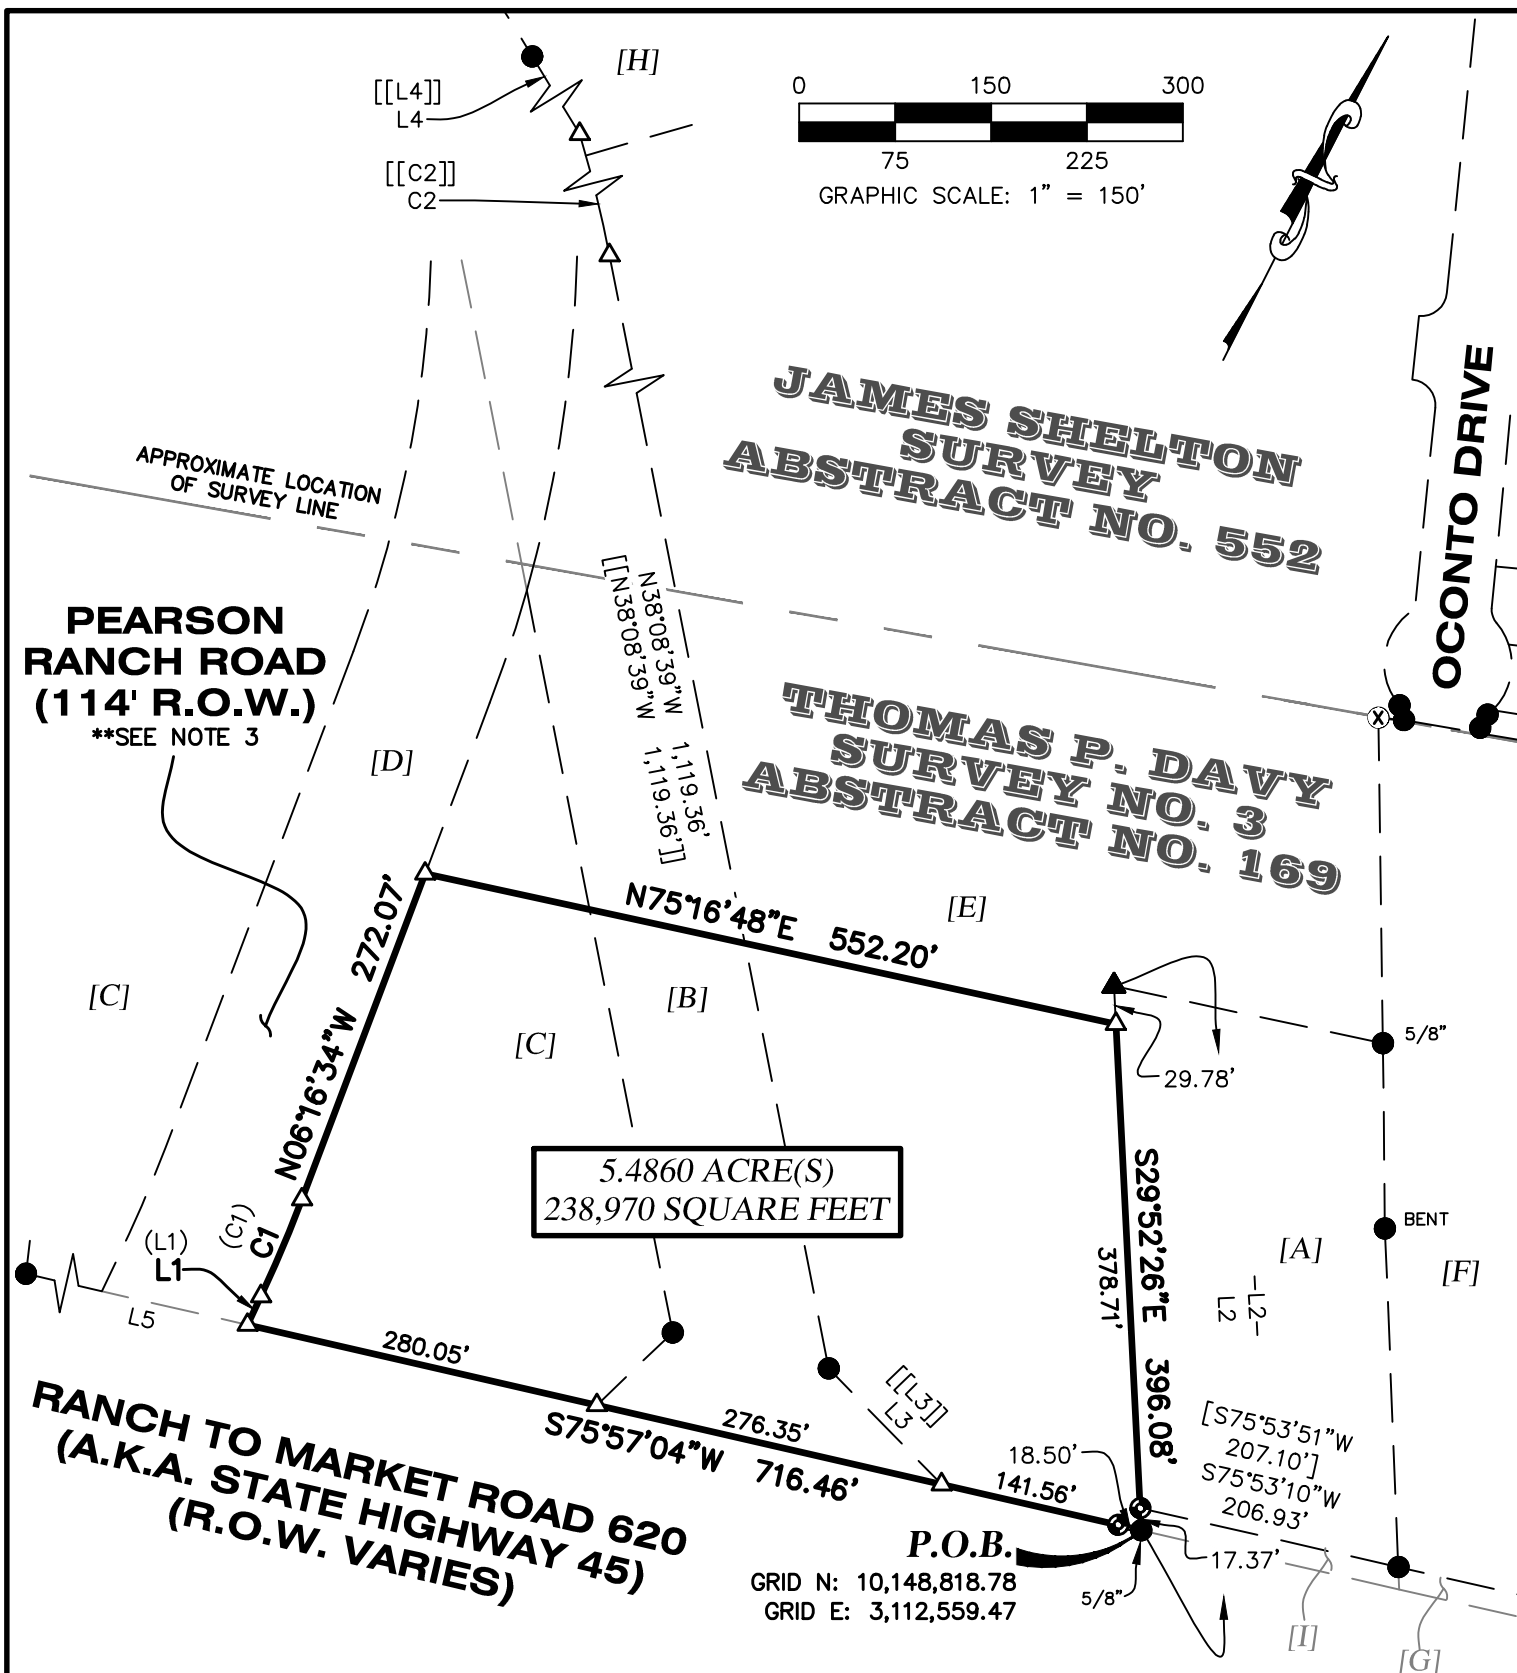 [H]
[[L4]]
L4
[[C2]]
C2
0 150 300
75 225
GRAPHIC SCALE: 1" = 150'
JAMES SHELTON
SURVEY
ABSTRACT NO. 552
OCONTO DRIVE
APPROXIMATE LOCATION
OF SURVEY LINE
N38°08'39"W 1,119.36'
[[N38°08'39"W 1,119.36']]
PEARSON
RANCH ROAD
(114' R.O.W.)
**SEE NOTE 3
[D]
THOMAS P. DAVY
SURVEY NO. 3
ABSTRACT NO. 169
N75°16'48"E 552.20'
[E]
N06°16'34"W 272.07'
[C]
[B]
[C]
5/8"
29.78'
5.4860 ACRE(S)
238,970 SQUARE FEET
S29°52'26"E 396.08'
378.71'
BENT
[A]
[F]
-L2-
L2
(C1)
C1
(L1)
L1
L5
280.05'
276.35'
S75°57'04"W 716.46'
[[L3]]
L3
18.50'
141.56'
[S75°53'51"W
207.10']
S75°53'10"W
206.93'
17.37'
RANCH TO MARKET ROAD 620
(A.K.A. STATE HIGHWAY 45)
(R.O.W. VARIES)
P.O.B.
GRID N: 10,148,818.78
GRID E: 3,112,559.47
5/8"
[I]
[G]